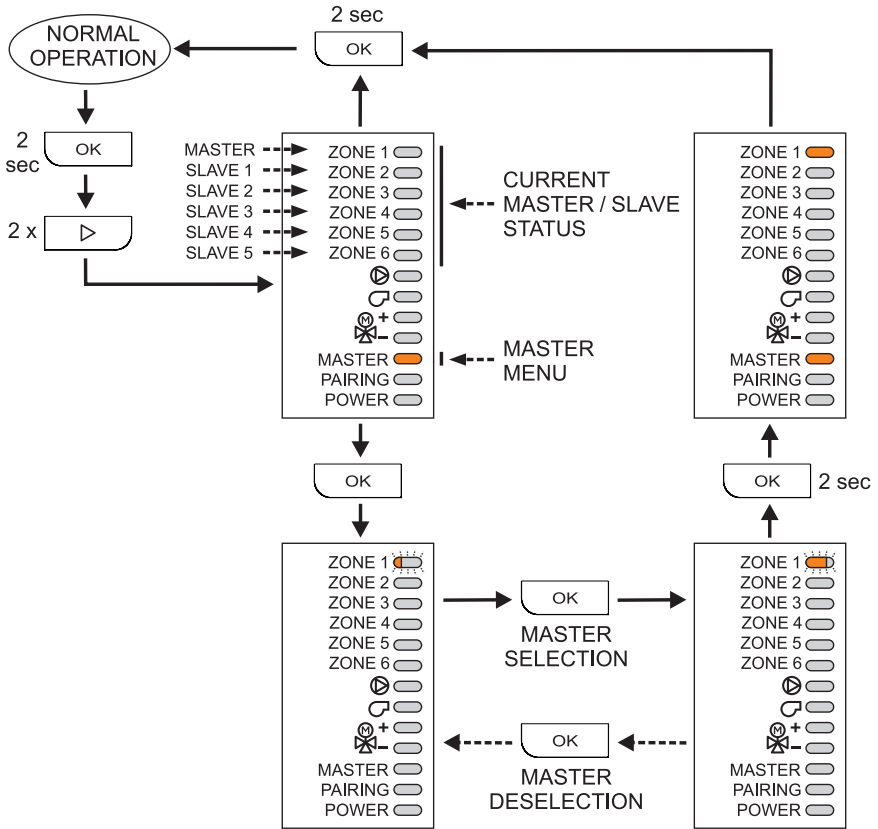 2 sec
OK
NORMAL
OPERATION
2
sec
OK
2 x
MASTER
SLAVE 1
SLAVE 2
SLAVE 3
SLAVE 4
SLAVE 5
ZONE 1
ZONE 2
ZONE 3
ZONE 4
ZONE 5
ZONE 6
M +
–
MASTER
PAIRING
POWER
CURRENT
MASTER / SLAVE
STATUS
MASTER
MENU
ZONE 1
ZONE 2
ZONE 3
ZONE 4
ZONE 5
ZONE 6
M +
–
MASTER
PAIRING
POWER
OK
OK 2 sec
ZONE 1
ZONE 2
ZONE 3
ZONE 4
ZONE 5
ZONE 6
M +
–
MASTER
PAIRING
POWER
OK
MASTER
SELECTION
OK
MASTER
DESELECTION
ZONE 1
ZONE 2
ZONE 3
ZONE 4
ZONE 5
ZONE 6
M +
–
MASTER
PAIRING
POWER